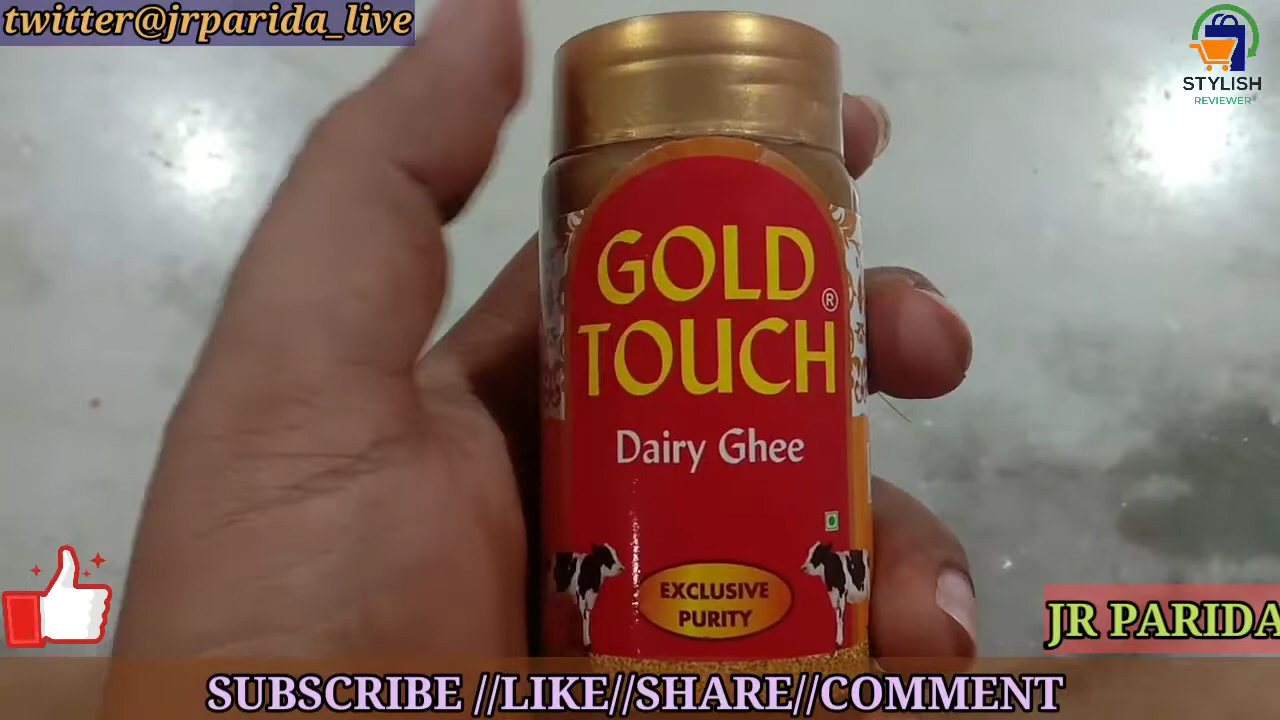 twitter@jrparida_live
STYLISH
REVIEWER
GOLD
TOUCH®
Dairy Ghee
EXCLUSIVE
PURITY
JR PARIDA
SUBSCRIBE //LIKE//SHARE//COMMENT